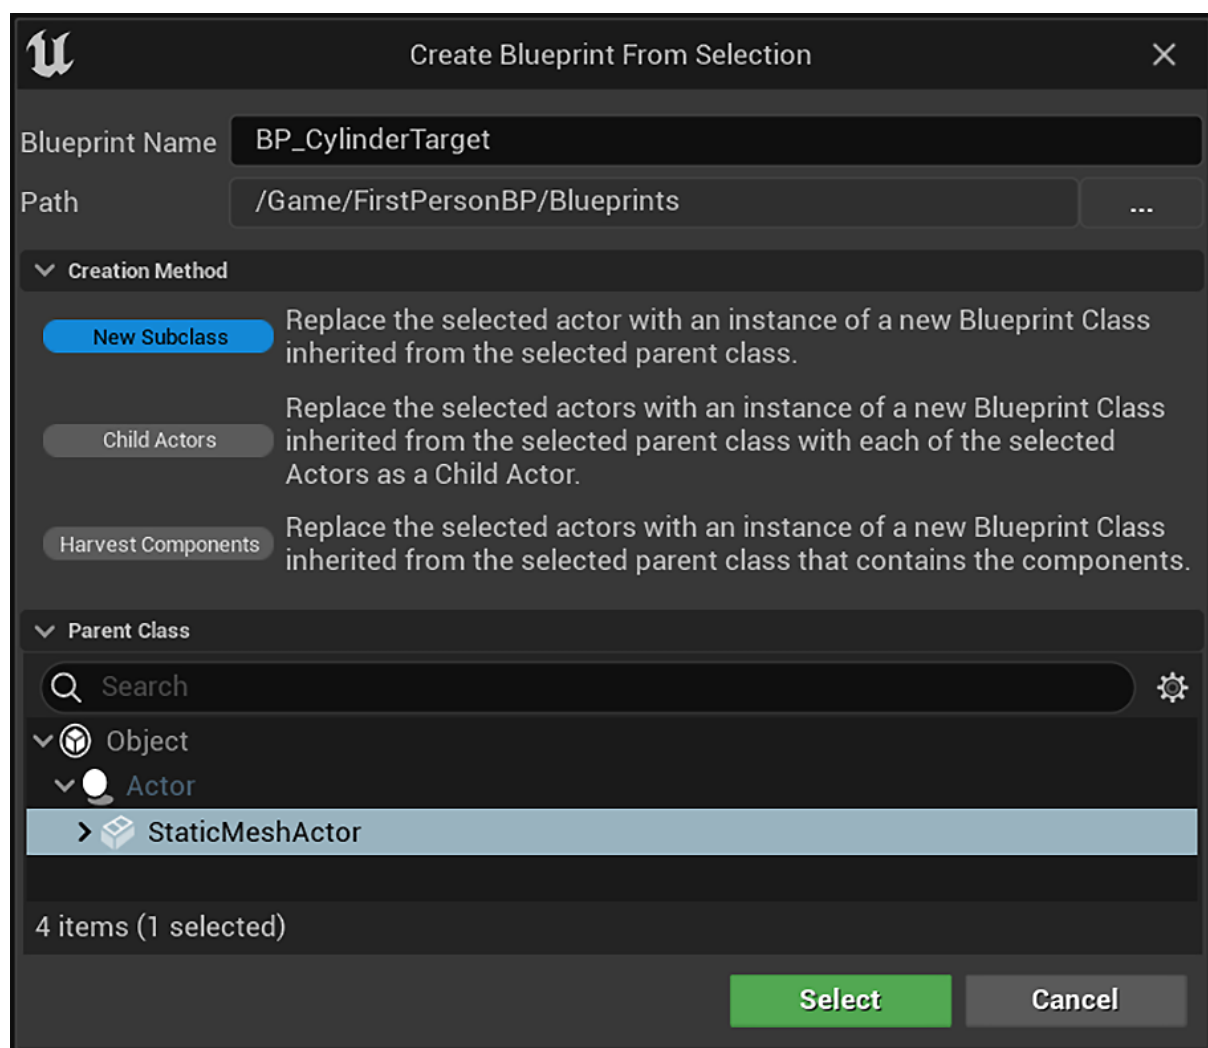 Create Blueprint From Selection
Blueprint Name
BP_CylinderTarget
Path
/Game/FirstPersonBP/Blueprints
...
Creation Method
New Subclass
Replace the selected actor with an instance of a new Blueprint Class
inherited from the selected parent class.
Child Actors
Replace the selected actors with an instance of a new Blueprint Class
inherited from the selected parent class with each of the selected
Actors as a Child Actor.
Harvest Components
Replace the selected actors with an instance of a new Blueprint Class
inherited from the selected parent class that contains the components.
Parent Class
Search
Object
Actor
StaticMeshActor
4 items (1 selected)
Select
Cancel